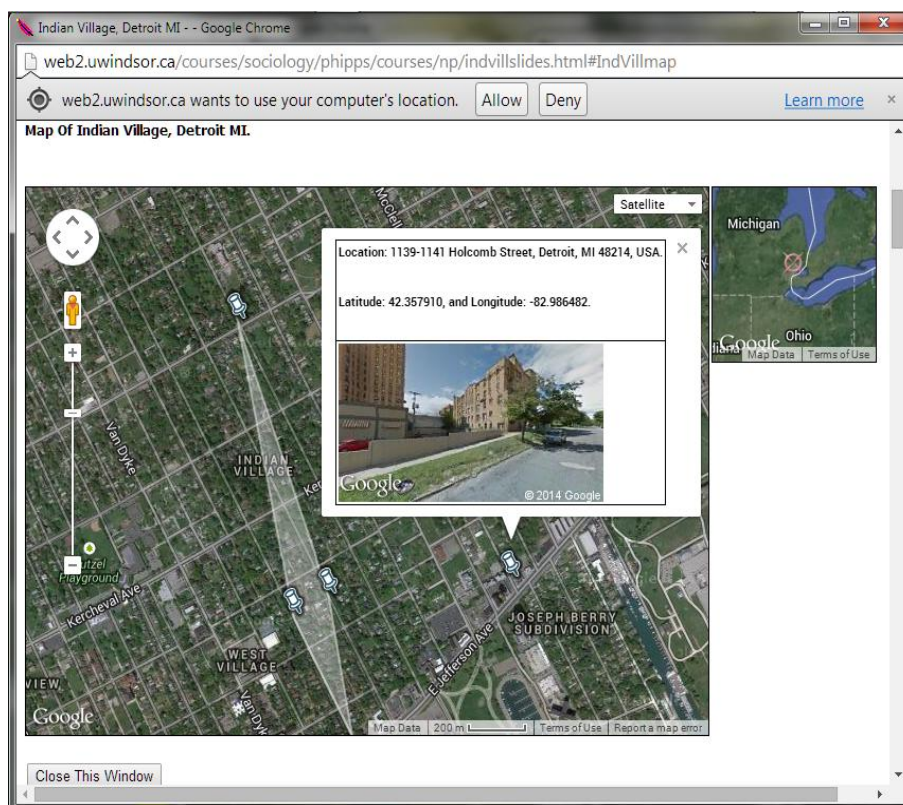 Indian Village, Detroit MI - - Google Chrome
web2.uwindsor.ca/courses/sociology/phipps/courses/np/indvillslides.html#IndVillmap
web2.uwindsor.ca wants to use your computer's location. Allow Deny Learn more
Map Of Indian Village, Detroit MI.
Satellite
Michigan
Ohio
Google
Map Data Terms of Use
Location: 1139-1141 Holcomb Street, Detroit, MI 48214, USA.
Latitude: 42.357910, and Longitude: -82.986482.
Google
© 2014 Google
Van Dyke
INDIAN
VILLAGE
Playground
Kercheval Ave
WEST
VILLAGE
Van Dyke
E Jefferson Ave
JOSEPH BERRY
SUBDIVISION
VIEW
Google
Map Data 200 m Terms of Use Report a map error
Close This Window